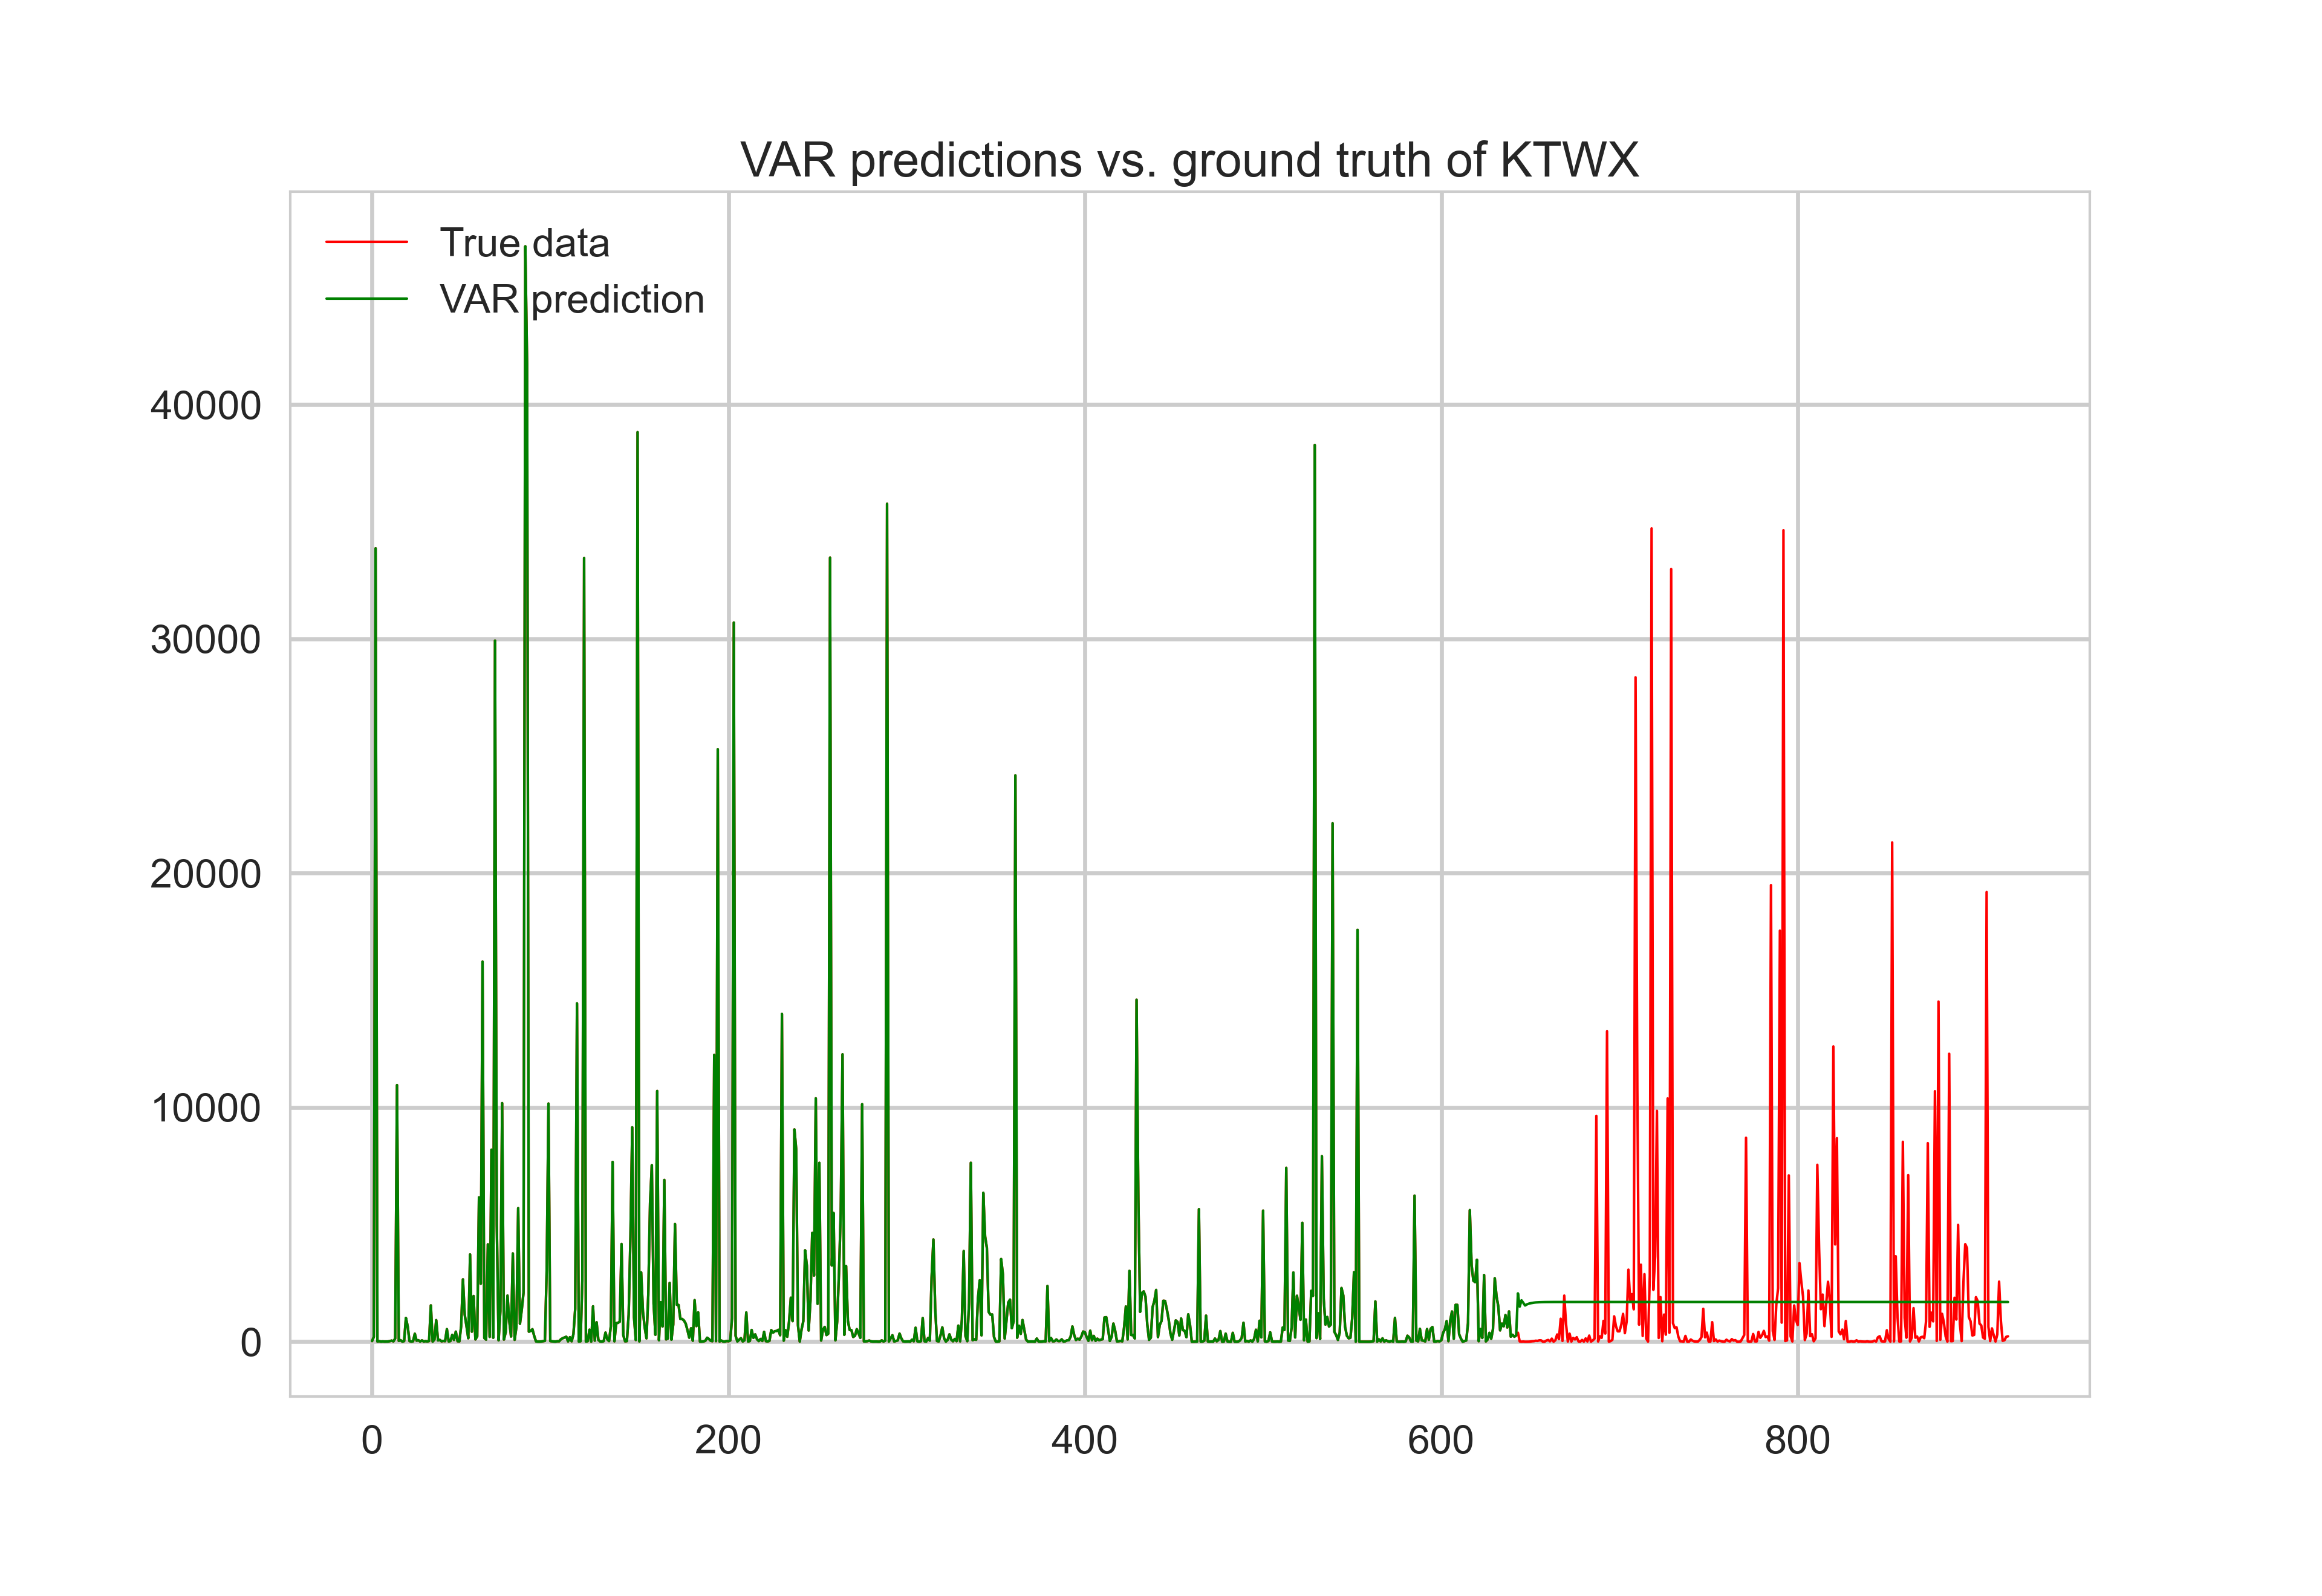 VAR predictions vs. ground truth of KTWX
True data
VAR prediction
40000
30000
20000
10000
0
0 200 400 600 800